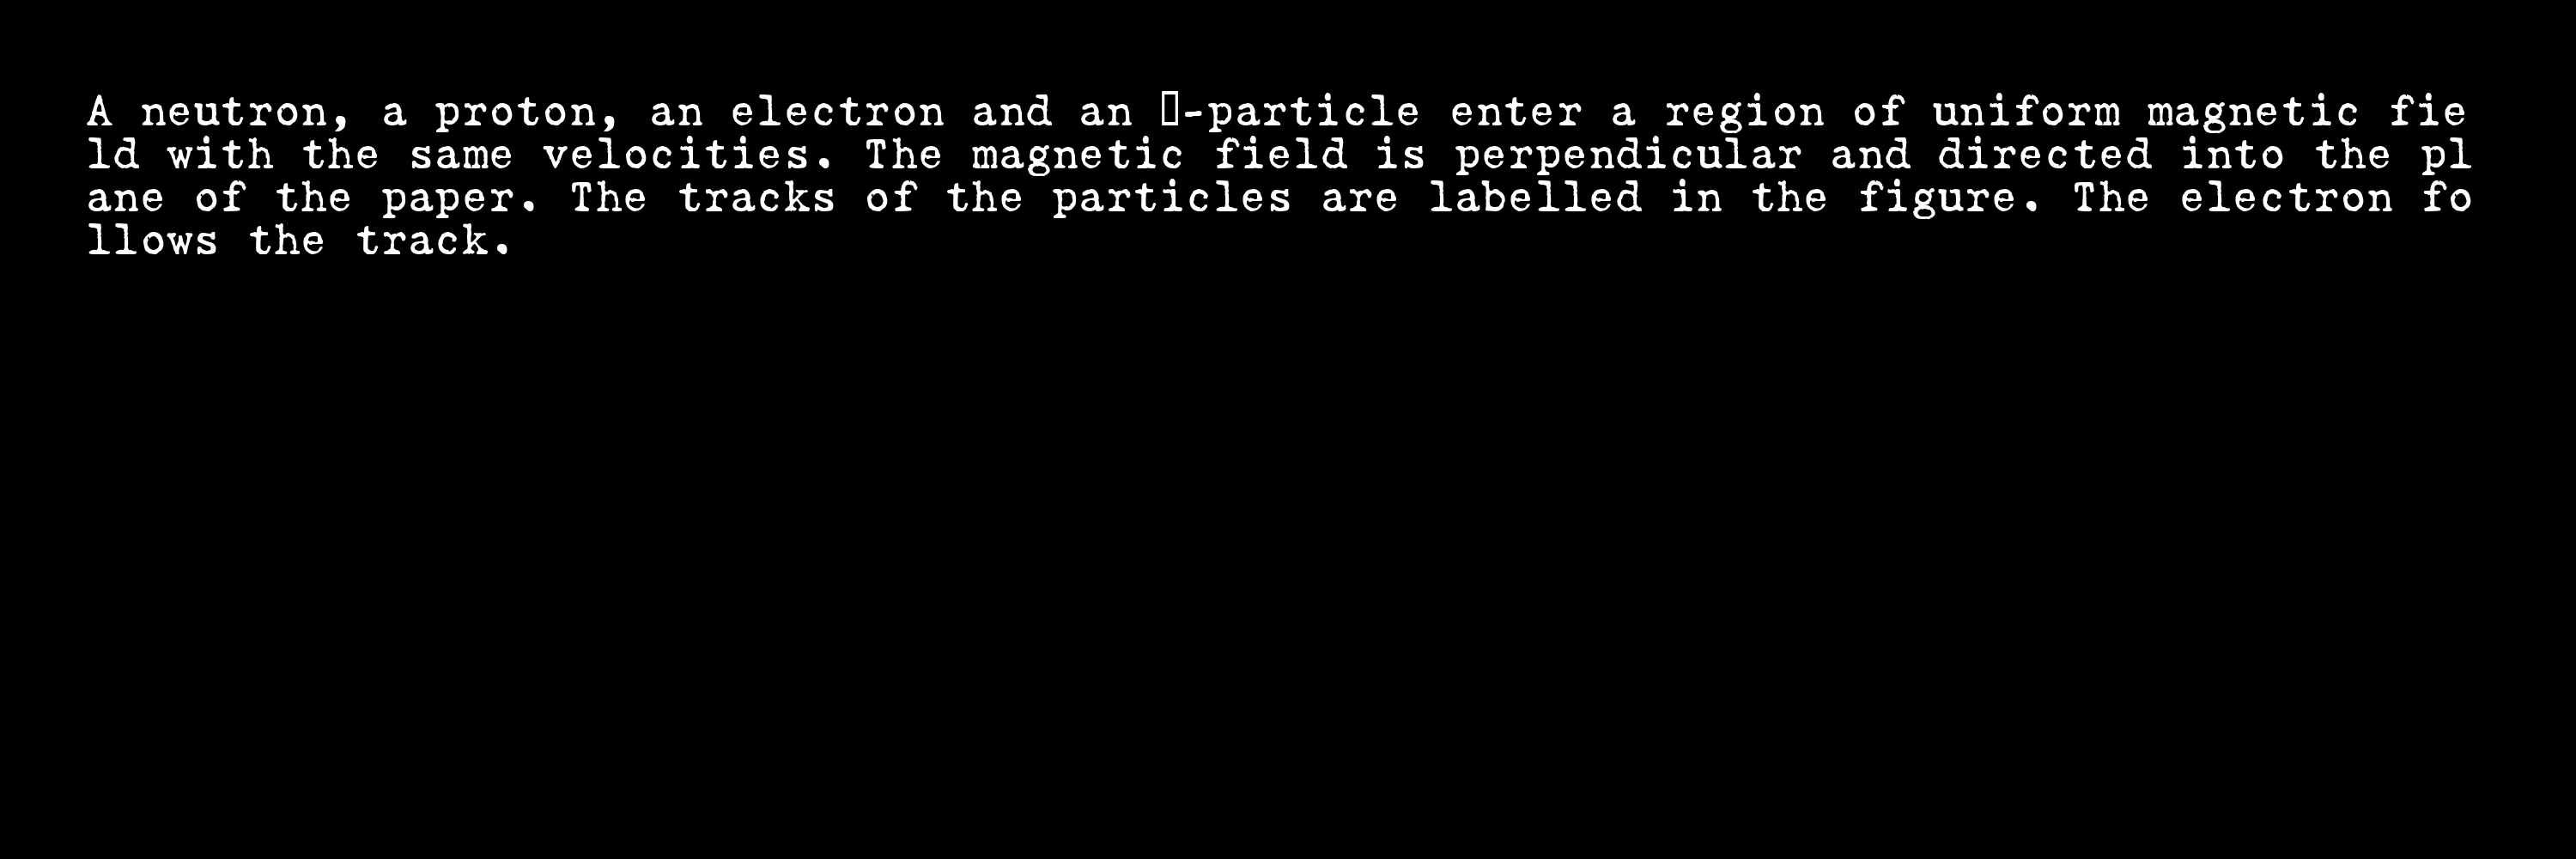 A neutron, a proton, an electron and an ▯-particle enter a region of uniform magnetic fie
ld with the same velocities. The magnetic field is perpendicular and directed into the pl
ane of the paper. The tracks of the particles are labelled in the figure. The electron fo
llows the track.